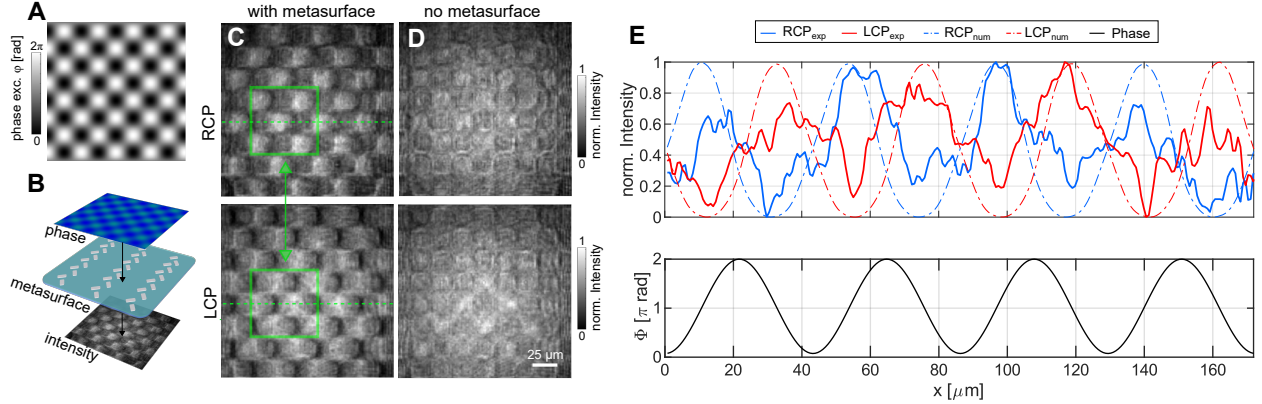 A
phase exc. φ [rad]
2π
0
B
phase
metasurface
intensity
with metasurface
no metasurface
C
D
RCP
LCP
1
norm. Intensity
0
1
norm. Intensity
0
25 µm
E
RCPexp LCPexp RCPnum LCPnum Phase
norm. Intensity
1
0.8
0.6
0.4
0.2
0
Φ [π rad]
2
1
0
0 20 40 60 80 100 120 140 160
x [μm]